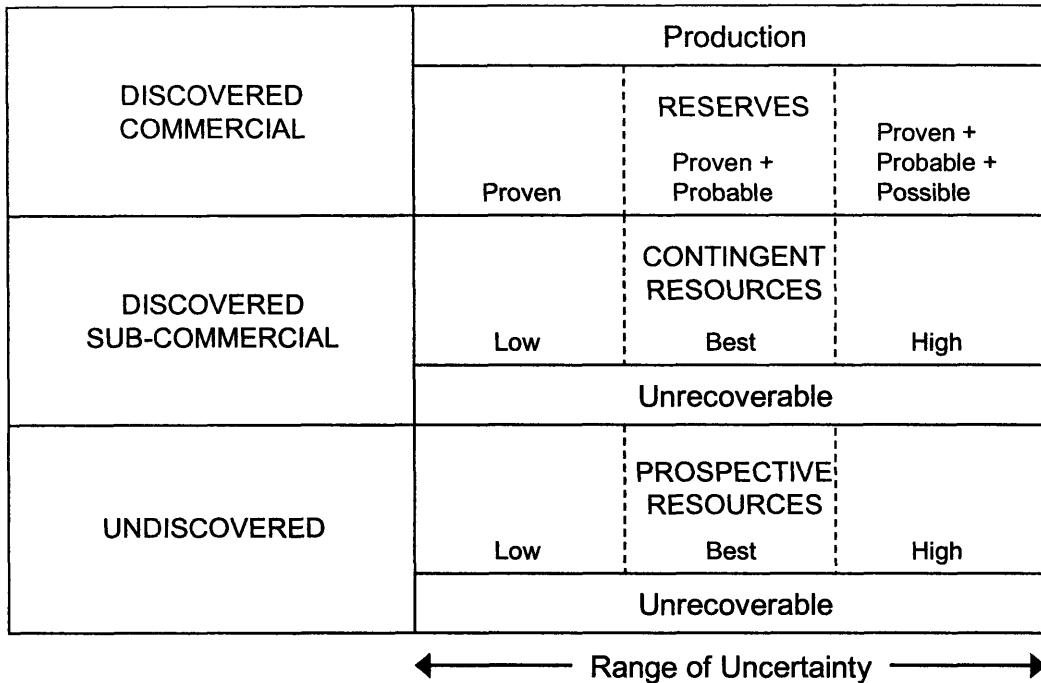 Production
DISCOVERED
COMMERCIAL
RESERVES
Proven
Proven +
Probable
Proven +
Probable +
Possible
DISCOVERED
SUB-COMMERCIAL
CONTINGENT
RESOURCES
Low
Best
High
Unrecoverable
UNDISCOVERED
PROSPECTIVE
RESOURCES
Low
Best
High
Unrecoverable
Range of Uncertainty